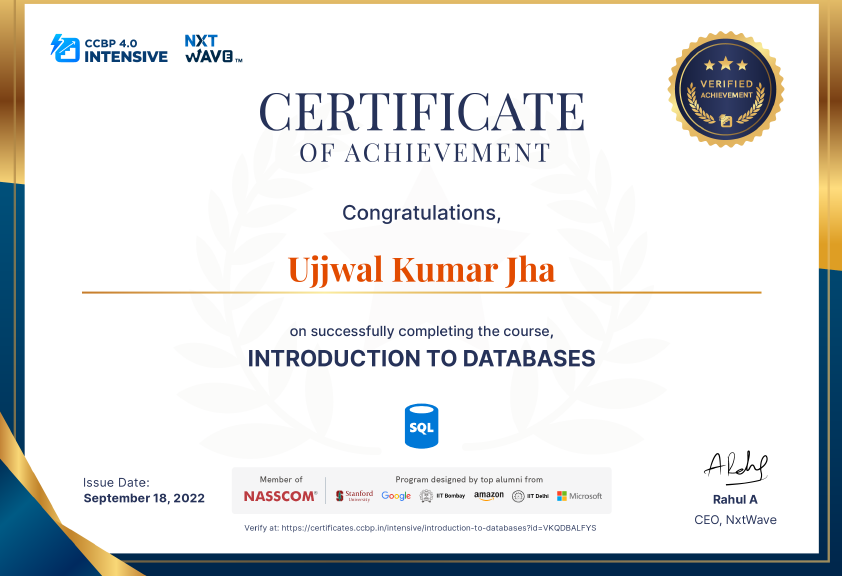 CCBP 4.0
INTENSIVE
NXT
WAVE™
VERIFIED
ACHIEVEMENT
CERTIFICATE
OF ACHIEVEMENT
Congratulations,
Ujjwal Kumar Jha
on successfully completing the course,
INTRODUCTION TO DATABASES
SQL
Issue Date:
September 18, 2022
Member of
NASSCOM®
Program designed by top alumni from
Stanford
University
Google
IIT Bombay
amazon
IIT Delhi
Microsoft
Verify at: https://certificates.ccbp.in/intensive/introduction-to-databases?id=VKQDBALFYS
Rahul A
CEO, NxtWave